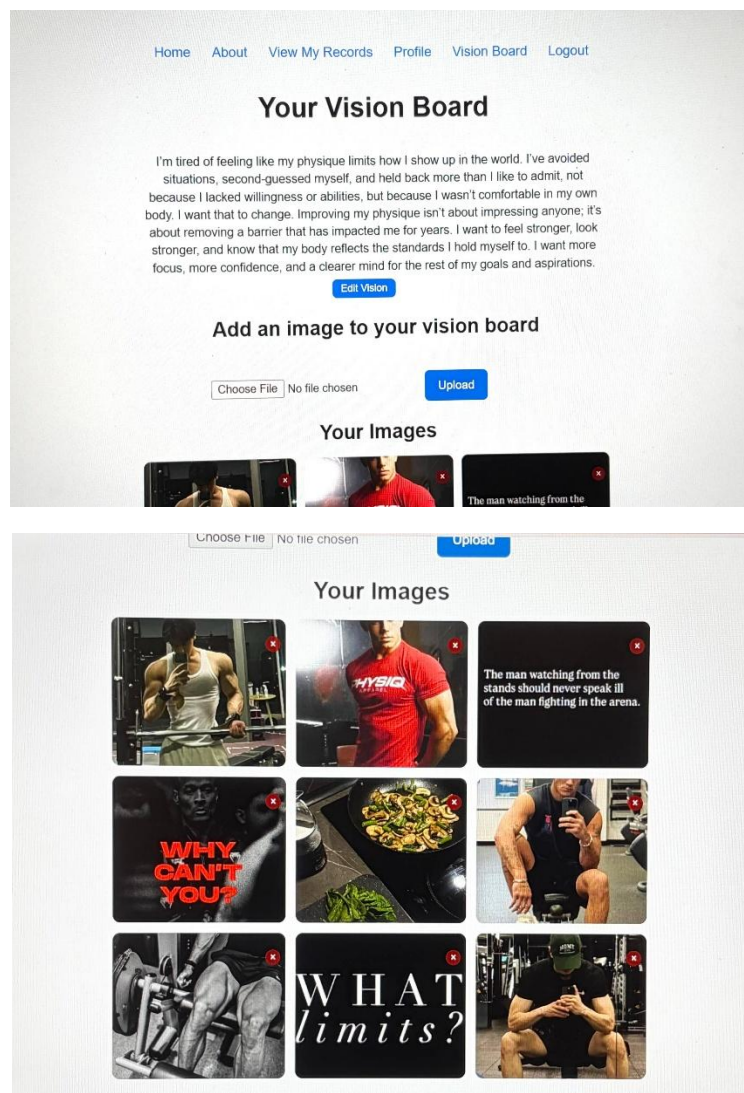 Home About View My Records Profile Vision Board Logout
Your Vision Board
I'm tired of feeling like my physique limits how I show up in the world. I've avoided
situations, second-guessed myself, and held back more than I like to admit, not
because I lacked willingness or abilities, but because I wasn't comfortable in my own
body. I want that to change. Improving my physique isn't about impressing anyone; it's
about removing a barrier that has impacted me for years. I want to feel stronger, look
stronger, and know that my body reflects the standards I hold myself to. I want more
focus, more confidence, and a clearer mind for the rest of my goals and aspirations.
Edit Vision
Add an image to your vision board
Choose File No file chosen Upload
Your Images
x x x
The man watching from the
Choose File No file chosen Upload
Your Images
x x x
PHYSIQ
APPAREL
The man watching from the
stands should never speak ill
of the man fighting in the arena.
x x x
WHY
CAN'T
YOU?
x x x
WHAT
limits?